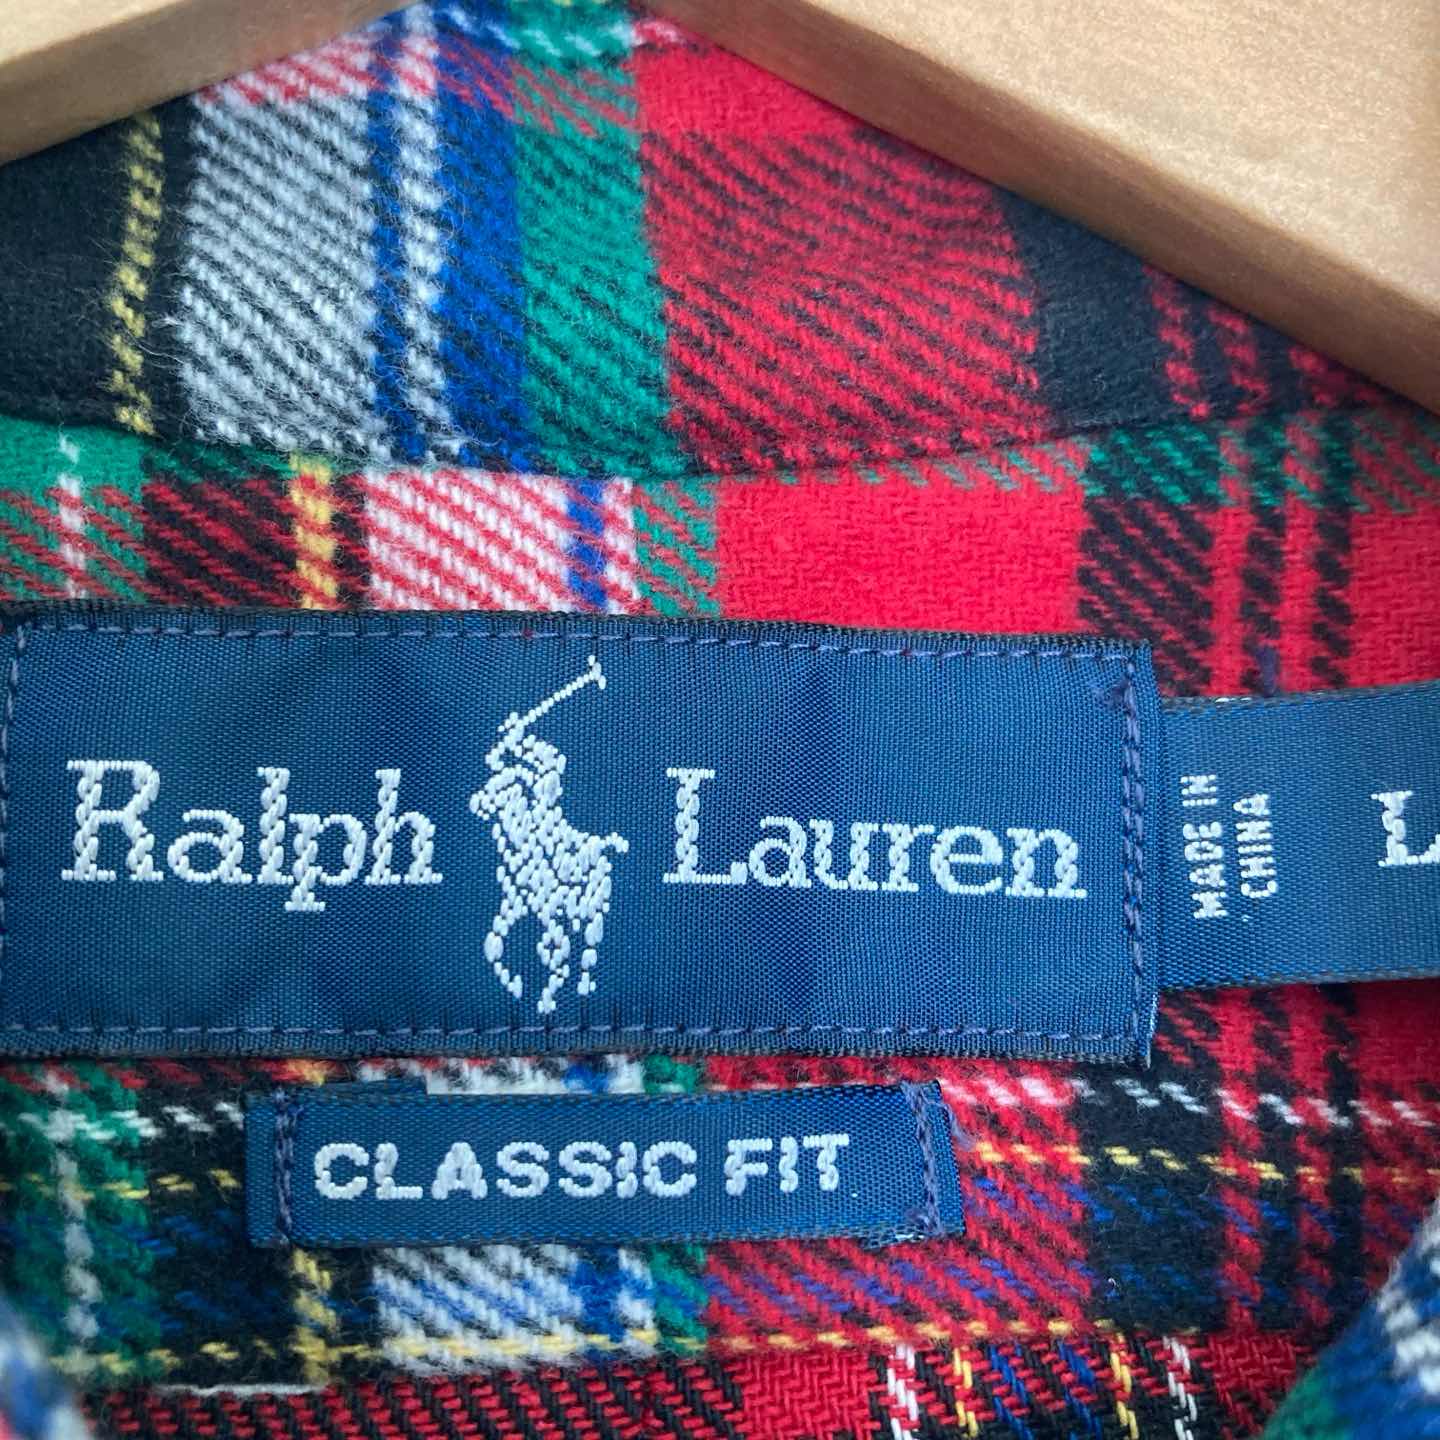 Ralph Lauren
MADE IN
CHINA
L
CLASSIC FIT